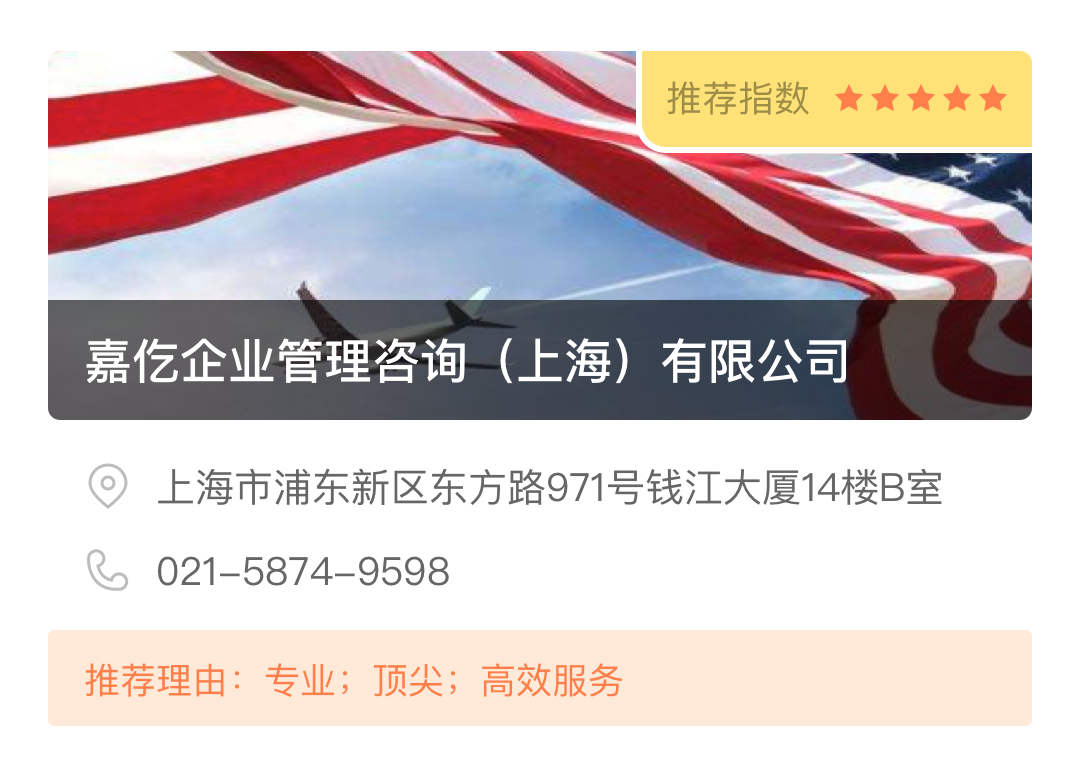 推荐指数 ★★★★★
嘉仡企业管理咨询（上海）有限公司
上海市浦东新区东方路971号钱江大厦14楼B室
021-5874-9598
推荐理由：专业；顶尖；高效服务